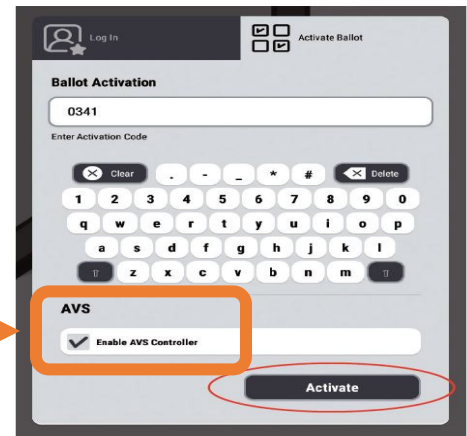 Log In
Activate Ballot
Ballot Activation
0341
Enter Activation Code
Clear . - _ * # Delete
1 2 3 4 5 6 7 8 9 0
q w e r t y u i o p
a s d f g h j k l
⇧ z x c v b n m ⇧
AVS
Enable AVS Controller
Activate